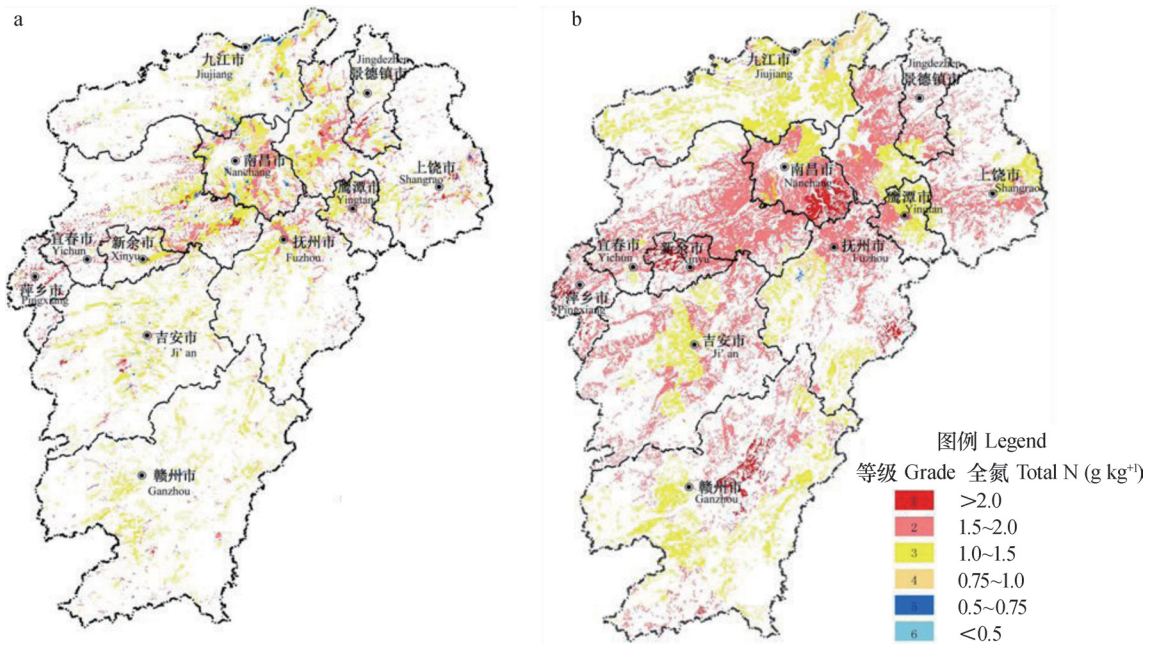 a
九江市
Jiujiang
Jingdezhen
景德镇市
南昌市
Nanchang
上饶市
Shangrao
鹰潭市
Yingtan
宜春市
Yichun
新余市
Xinyu
抚州市
Fuzhou
萍乡市
Pingxiang
吉安市
Ji' an
赣州市
Ganzhou
b
九江市
Jiujiang
Jingdezhen
景德镇市
南昌市
Nanchang
上饶市
Shangrao
鹰潭市
Yingtan
宜春市
Yichun
新余市
Xinyu
抚州市
Fuzhou
萍乡市
Pingxiang
吉安市
Ji' an
赣州市
Ganzhou
图例 Legend
等级 Grade 全氮 Total N (g kg⁺¹)
1 >2.0
2 1.5~2.0
3 1.0~1.5
4 0.75~1.0
5 0.5~0.75
6 <0.5